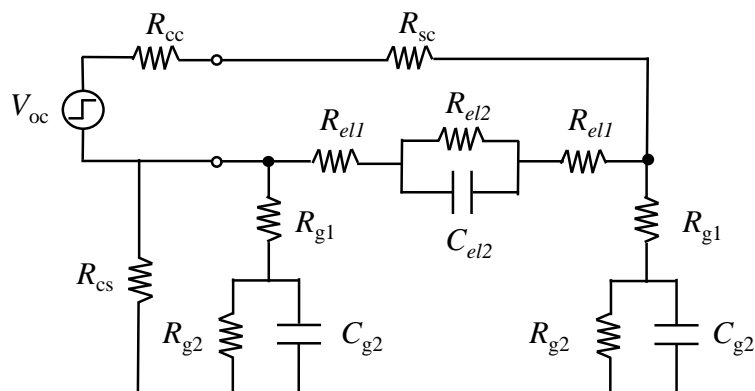 R_cc
R_sc
V_oc
R_el1
R_el2
R_el1
C_el2
R_g1
R_g1
R_cs
R_g2
C_g2
R_g2
C_g2